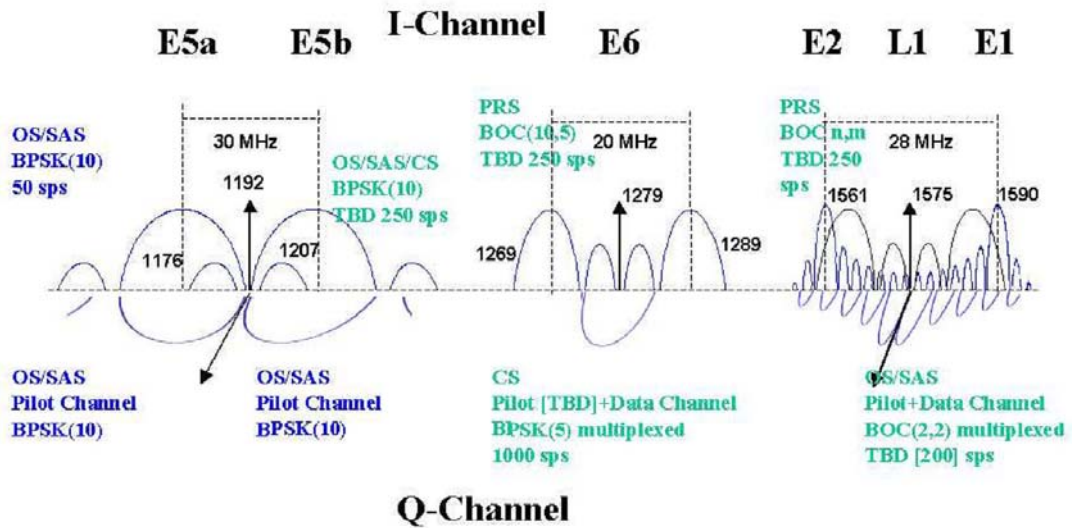 I-Channel
E5a
E5b
E6
E2
L1
E1
OS/SAS
BPSK(10)
50 sps
30 MHz
1192
OS/SAS/CS
BPSK(10)
TBD 250 sps
1176
1207
PRS
BOC(10,5)
TBD 250 sps
20 MHz
1279
1269
1289
PRS
BOC n,m
TBD 250
sps
28 MHz
1561
1575
1590
OS/SAS
Pilot Channel
BPSK(10)
OS/SAS
Pilot Channel
BPSK(10)
CS
Pilot [TBD]+Data Channel
BPSK(5) multiplexed
1000 sps
OS/SAS
Pilot+Data Channel
BOC(2,2) multiplexed
TBD [200] sps
Q-Channel